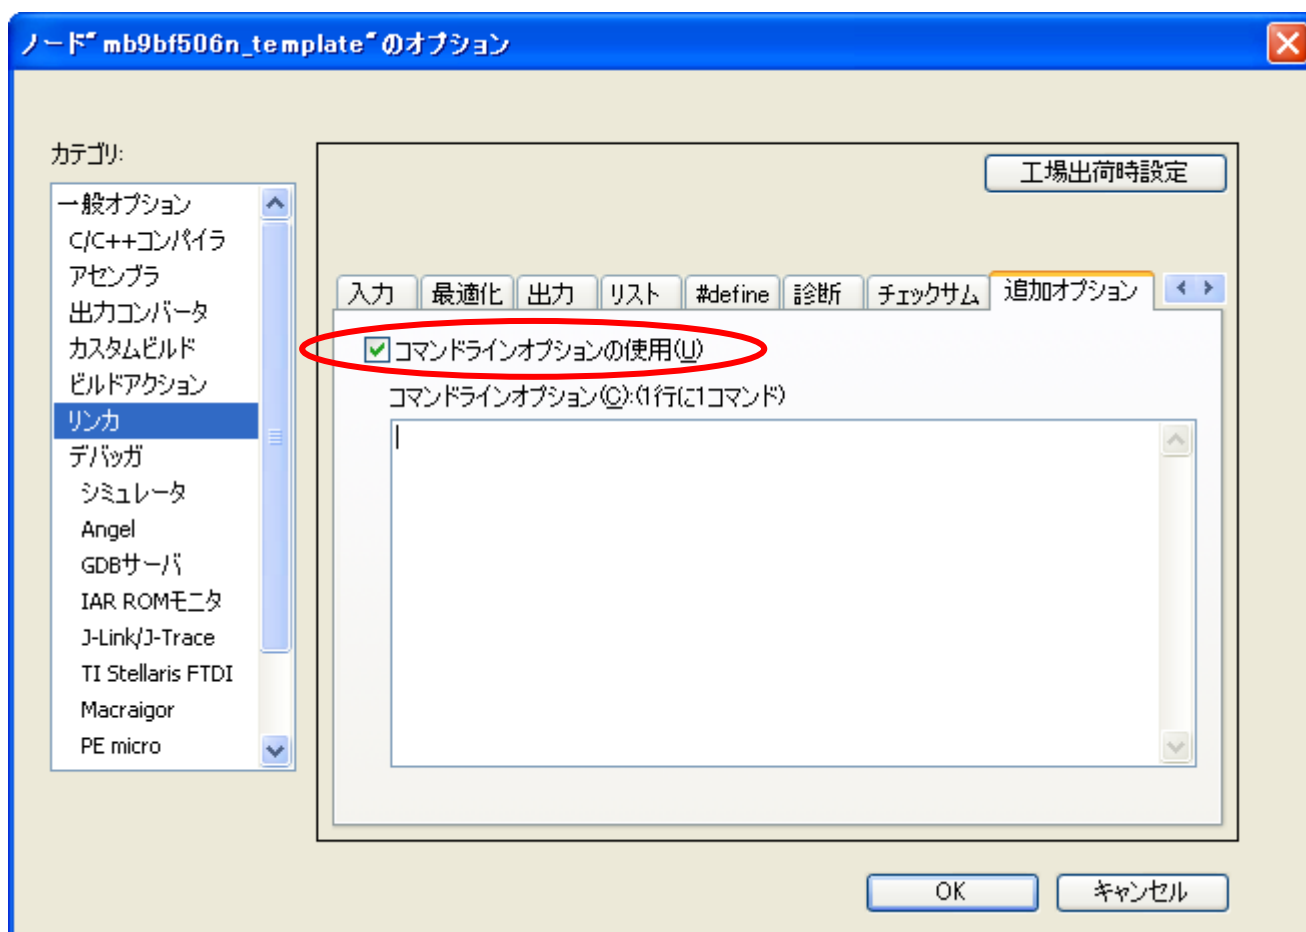 ノード"mb9bf506n_template"のオプション
カテゴリ:
一般オプション
C/C++コンパイラ
アセンブラ
出力コンバータ
カスタムビルド
ビルドアクション
リンカ
デバッガ
シミュレータ
Angel
GDBサーバ
IAR ROMモニタ
J-Link/J-Trace
TI Stellaris FTDI
Macraigor
PE micro
工場出荷時設定
入力 最適化 出力 リスト #define 診断 チェックサム 追加オプション
コマンドラインオプションの使用(U)
コマンドラインオプション(C):(1行に1コマンド)
OK キャンセル